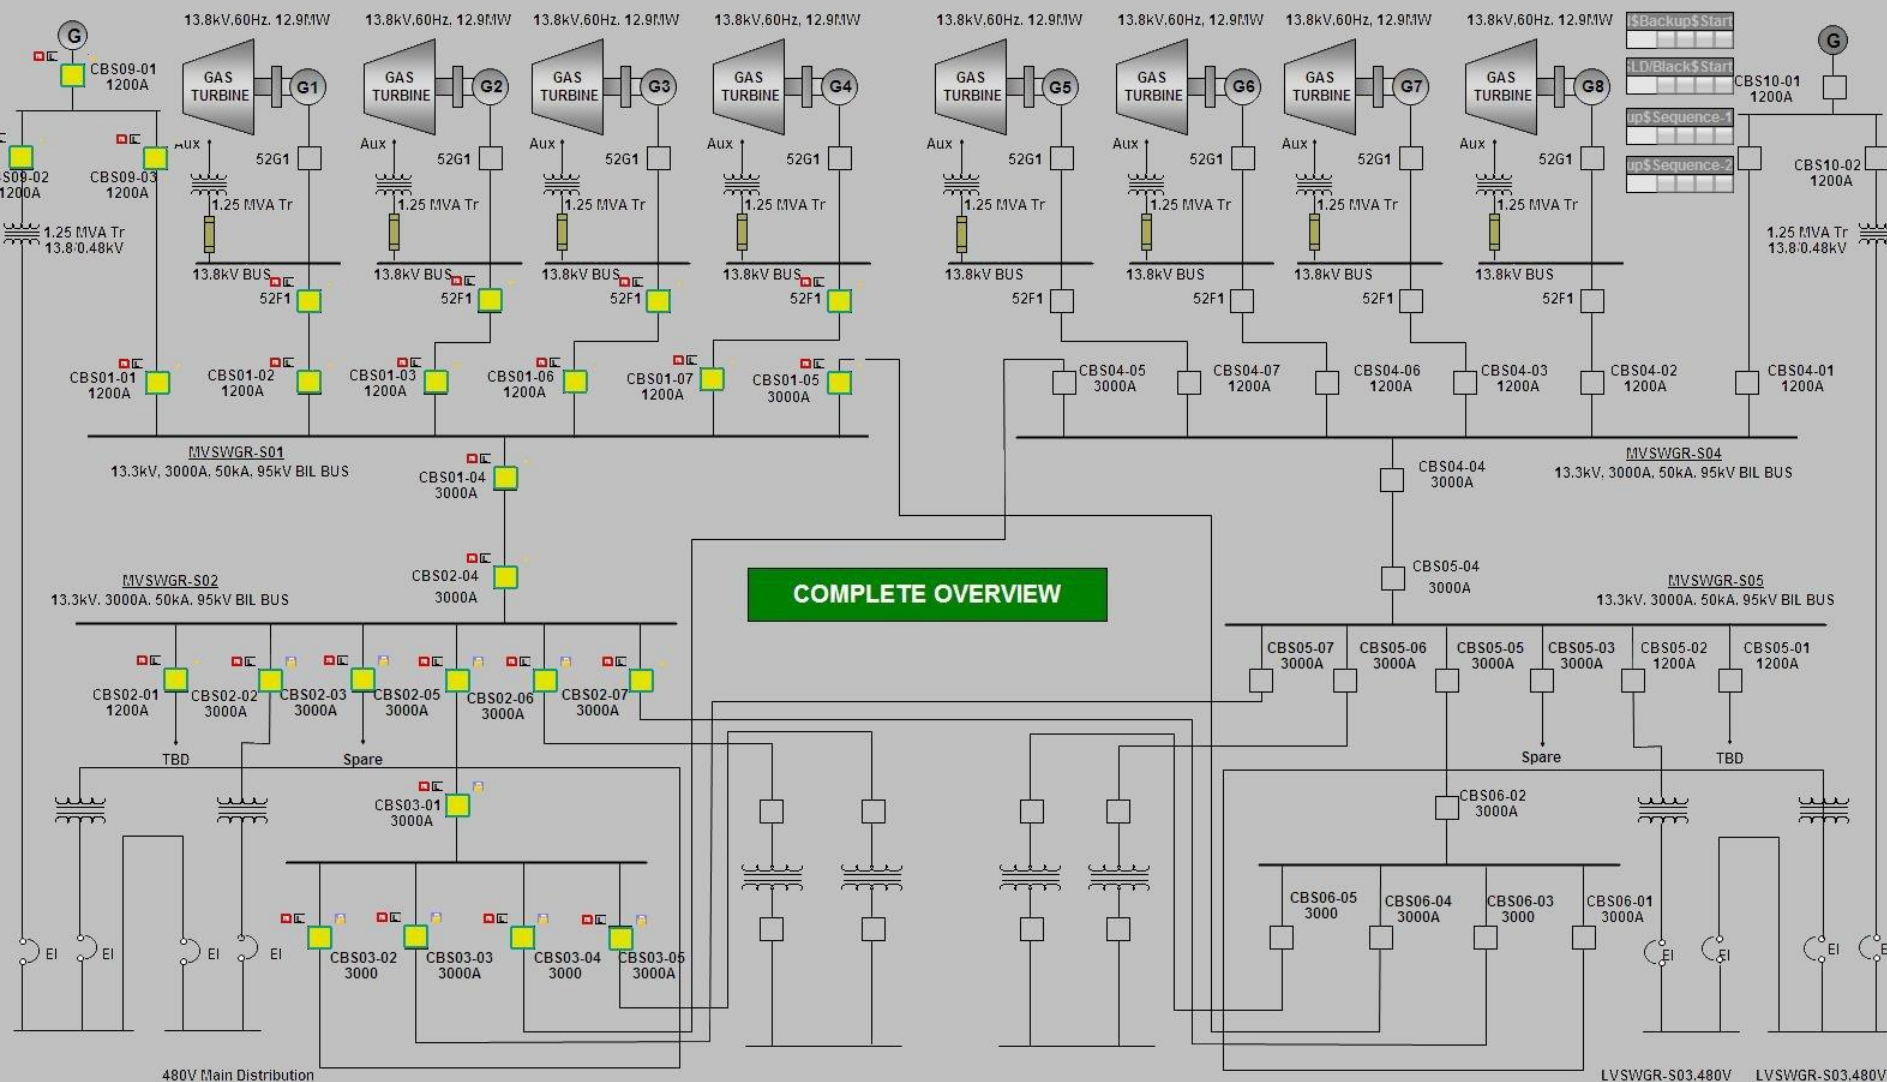 13.8kV,60Hz, 12.9MW
13.8kV,60Hz, 12.9MW
13.8kV,60Hz, 12.9MW
13.8kV,60Hz, 12.9MW
13.8kV,60Hz, 12.9MW
13.8kV,60Hz, 12.9MW
13.8kV,60Hz, 12.9MW
13.8kV,60Hz, 12.9MW
$Backup$Start
G
CBS09-01
1200A
GAS
TURBINE
G1
GAS
TURBINE
G2
GAS
TURBINE
G3
GAS
TURBINE
G4
GAS
TURBINE
G5
GAS
TURBINE
G6
GAS
TURBINE
G7
GAS
TURBINE
G8
LD/Black$Start
G
CBS10-01
1200A
up$Sequence-1
up$Sequence-2
S09-02
1200A
CBS09-03
1200A
Aux
52G1
Aux
52G1
Aux
52G1
Aux
52G1
Aux
52G1
Aux
52G1
Aux
52G1
Aux
52G1
CBS10-02
1200A
1.25 MVA Tr
1.25 MVA Tr
1.25 MVA Tr
1.25 MVA Tr
1.25 MVA Tr
1.25 MVA Tr
1.25 MVA Tr
1.25 MVA Tr
1.25 MVA Tr
13.8/0.48kV
1.25 MVA Tr
13.8/0.48kV
13.8kV BUS
13.8kV BUS
13.8kV BUS
13.8kV BUS
13.8kV BUS
13.8kV BUS
13.8kV BUS
13.8kV BUS
52F1
52F1
52F1
52F1
52F1
52F1
52F1
52F1
CBS01-01
1200A
CBS01-02
1200A
CBS01-03
1200A
CBS01-06
1200A
CBS01-07
1200A
CBS01-05
3000A
CBS04-05
3000A
CBS04-07
1200A
CBS04-06
1200A
CBS04-03
1200A
CBS04-02
1200A
CBS04-01
1200A
MVSWGR-S01
13.3kV, 3000A, 50kA, 95kV BIL BUS
CBS01-04
3000A
CBS04-04
3000A
MVSWGR-S04
13.3kV, 3000A, 50kA, 95kV BIL BUS
MVSWGR-S02
13.3kV, 3000A, 50kA, 95kV BIL BUS
CBS02-04
3000A
COMPLETE OVERVIEW
CBS05-04
3000A
MVSWGR-S05
13.3kV, 3000A, 50kA, 95kV BIL BUS
CBS02-01
1200A
CBS02-02
3000A
CBS02-03
3000A
CBS02-05
3000A
CBS02-06
3000A
CBS02-07
3000A
CBS05-07
3000A
CBS05-06
3000A
CBS05-05
3000A
CBS05-03
3000A
CBS05-02
1200A
CBS05-01
1200A
TBD
Spare
Spare
TBD
CBS03-01
3000A
CBS06-02
3000A
CBS03-02
3000
CBS03-03
3000A
CBS03-04
3000
CBS03-05
3000A
CBS06-05
3000
CBS06-04
3000A
CBS06-03
3000
CBS06-01
3000A
EI
EI
EI
EI
EI
EI
EI
480V Main Distribution
LVSWGR-S03,480V
LVSWGR-S03,480V